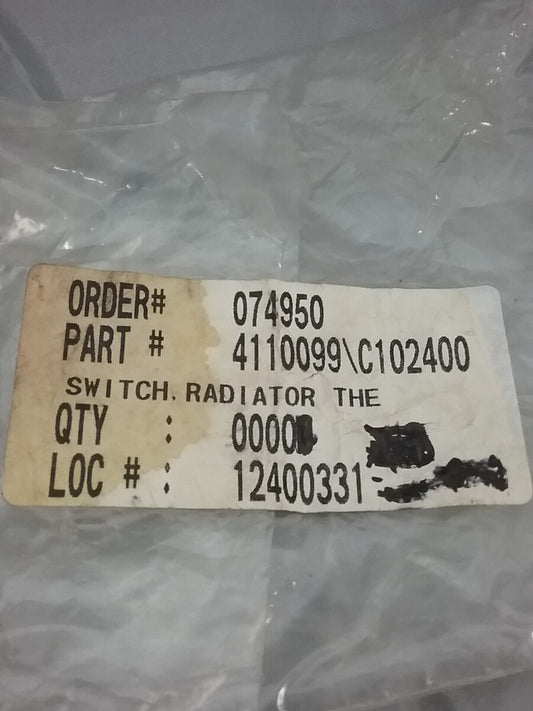 ORDER# 074950
PART # 4110099\C102400
SWITCH,RADIATOR THE
QTY : 0000
LOC # : 12400331